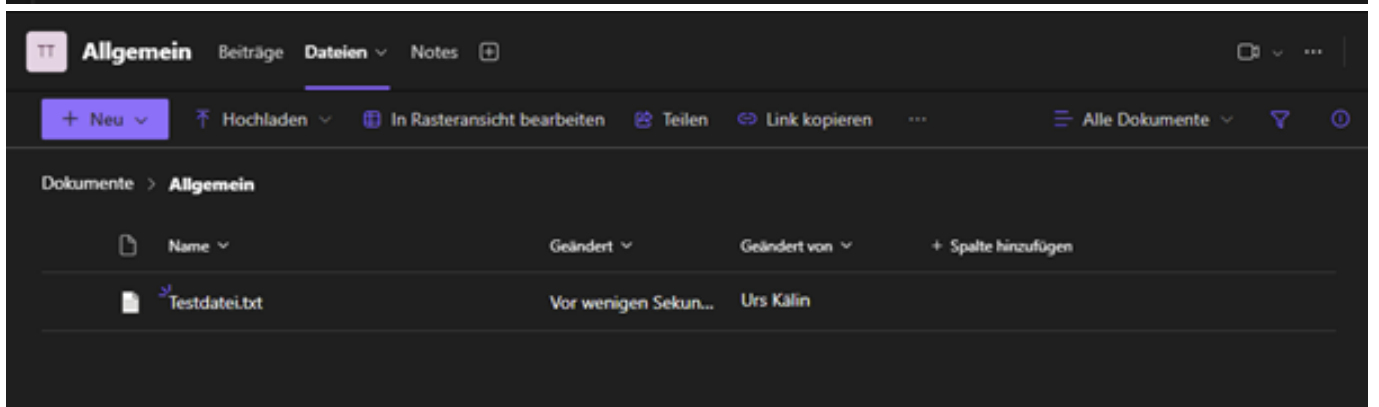 TT Allgemein Beiträge Dateien Notes
+ Neu Hochladen In Rasteransicht bearbeiten Teilen Link kopieren ... Alle Dokumente
Dokumente > Allgemein
Name Geändert Geändert von + Spalte hinzufügen
Testdatei.txt Vor wenigen Sekun... Urs Kälin